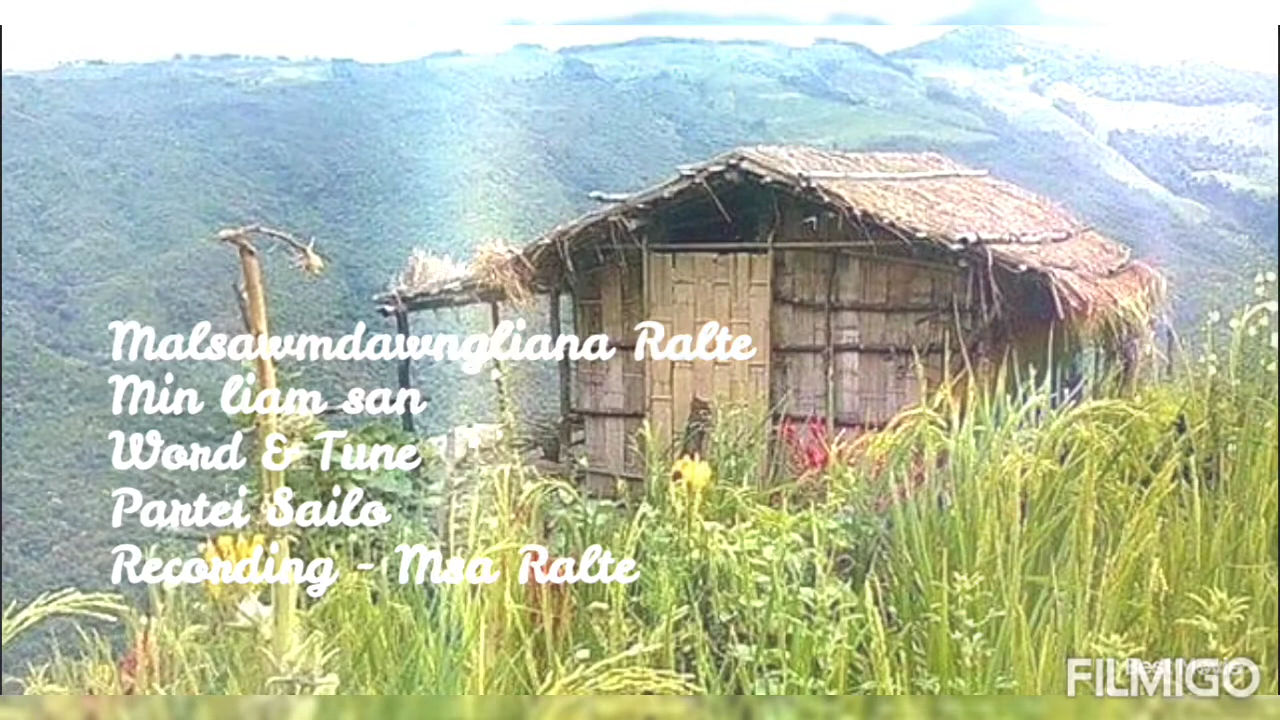 Malsawmdawngliana Ralte
Min liam san
Word & Tune
Partei Sailo
Recording - Msa Ralte
FILMIGO